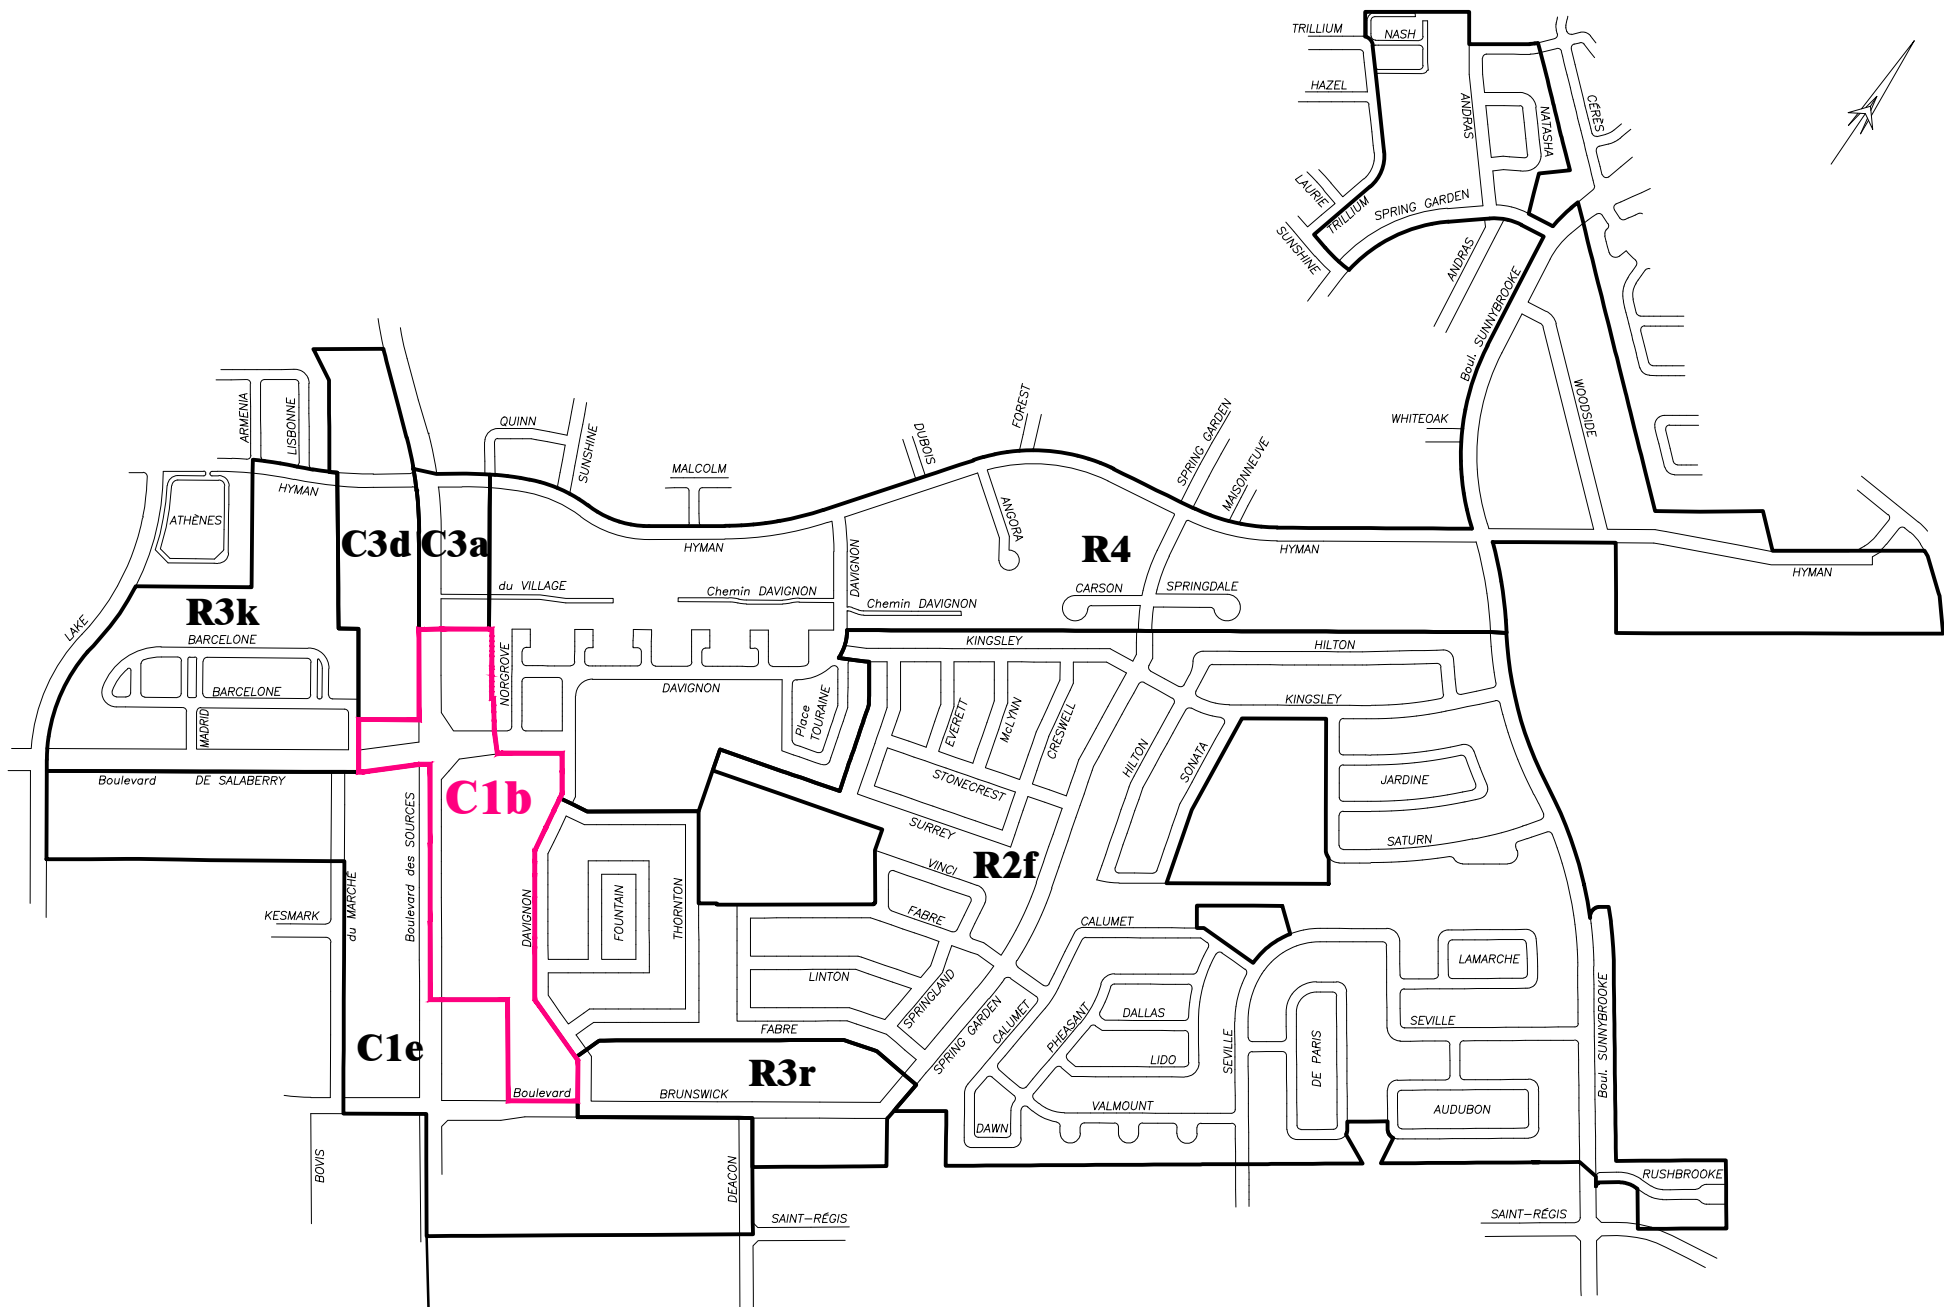 TRILLIUM
NASH
HAZEL
ANDRAS
NATASHA
CÉRÈS
LAURIE
TRILLIUM
SPRING GARDEN
SUNSHINE
ANDRAS
Boul. SUNNYBROOKE
WOODSIDE
WHITEOAK
ARMENIA
LISBONNE
QUINN
SUNSHINE
MALCOLM
DUBOIS
FOREST
SPRING GARDEN
MAISONNEUVE
HYMAN
ATHÈNES
C3d
C3a
HYMAN
ANGORA
DAVIGNON
R4
HYMAN
HYMAN
du VILLAGE
Chemin DAVIGNON
Chemin DAVIGNON
CARSON
SPRINGDALE
LAKE
R3k
BARCELONE
BARCELONE
MADRID
NORGROVE
DAVIGNON
Place
TOURAINE
KINGSLEY
HILTON
KINGSLEY
EVERETT
McLYNN
CRESWELL
HILTON
SONATA
Boulevard DE SALABERRY
C1b
STONECREST
JARDINE
SURREY
SATURN
Boulevard des SOURCES
VINCI
R2f
KESMARK
du MARCHÉ
DAVIGNON
FOUNTAIN
THORNTON
FABRE
CALUMET
LAMARCHE
LINTON
SPRINGLAND
SPRING GARDEN
CALUMET
PHEASANT
DALLAS
LIDO
SEVILLE
DE PARIS
SEVILLE
Boul. SUNNYBROOKE
FABRE
C1e
R3r
Boulevard
BRUNSWICK
VALMOUNT
DAWN
AUDUBON
BOVIS
DEACON
RUSHBROOKE
SAINT-RÉGIS
SAINT-RÉGIS